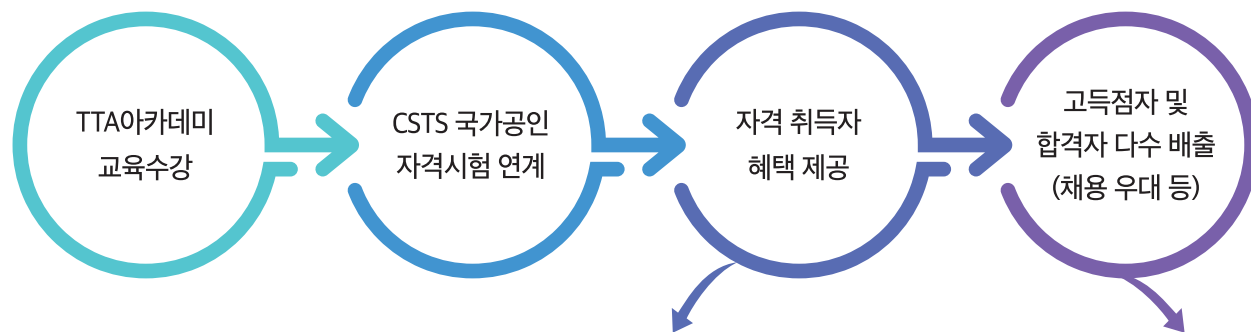 TTA아카데미
교육수강
CSTS 국가공인
자격시험 연계
자격 취득자
혜택 제공
고득점자 및
합격자 다수 배출
(채용 우대 등)